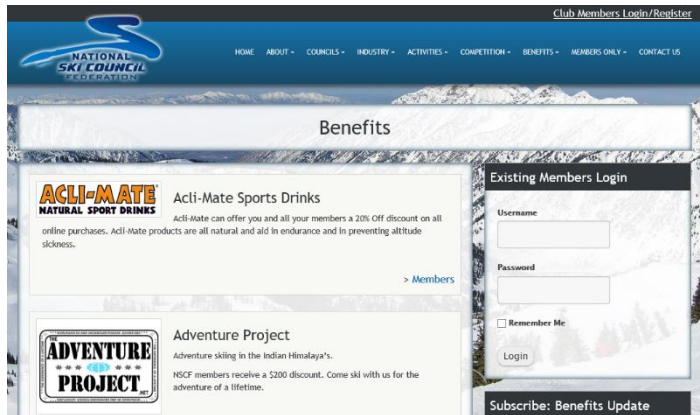 Club Members Login/Register
NATIONAL
SKI COUNCIL
FEDERATION
HOME ABOUT COUNCILS INDUSTRY ACTIVITIES COMPETITION BENEFITS MEMBERS ONLY CONTACT US
Benefits
ACLI-MATE
NATURAL SPORT DRINKS
Acli-Mate Sports Drinks
Acli-Mate can offer you and all your members a 20% Off discount on all
online purchases. Acli-Mate products are all natural and aid in endurance and in preventing altitude
sickness.
> Members
THE
ADVENTURE
PROJECT
.NET
Adventure Project
Adventure skiing in the Indian Himalaya's.
NSCF members receive a $200 discount. Come ski with us for the
adventure of a lifetime.
Existing Members Login
Username
Password
Remember Me
Login
Subscribe: Benefits Update